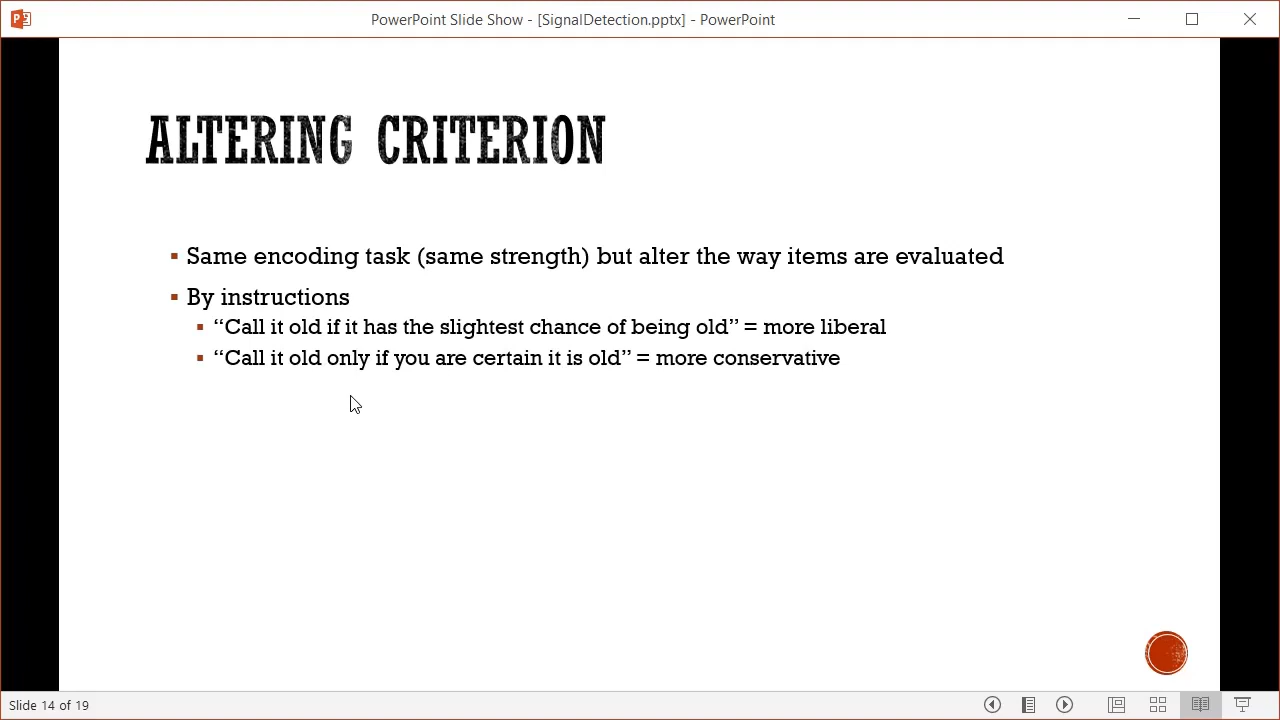 PowerPoint Slide Show - [SignalDetection.pptx] - PowerPoint
ALTERING CRITERION
Same encoding task (same strength) but alter the way items are evaluated
By instructions
“Call it old if it has the slightest chance of being old” = more liberal
“Call it old only if you are certain it is old” = more conservative
Slide 14 of 19